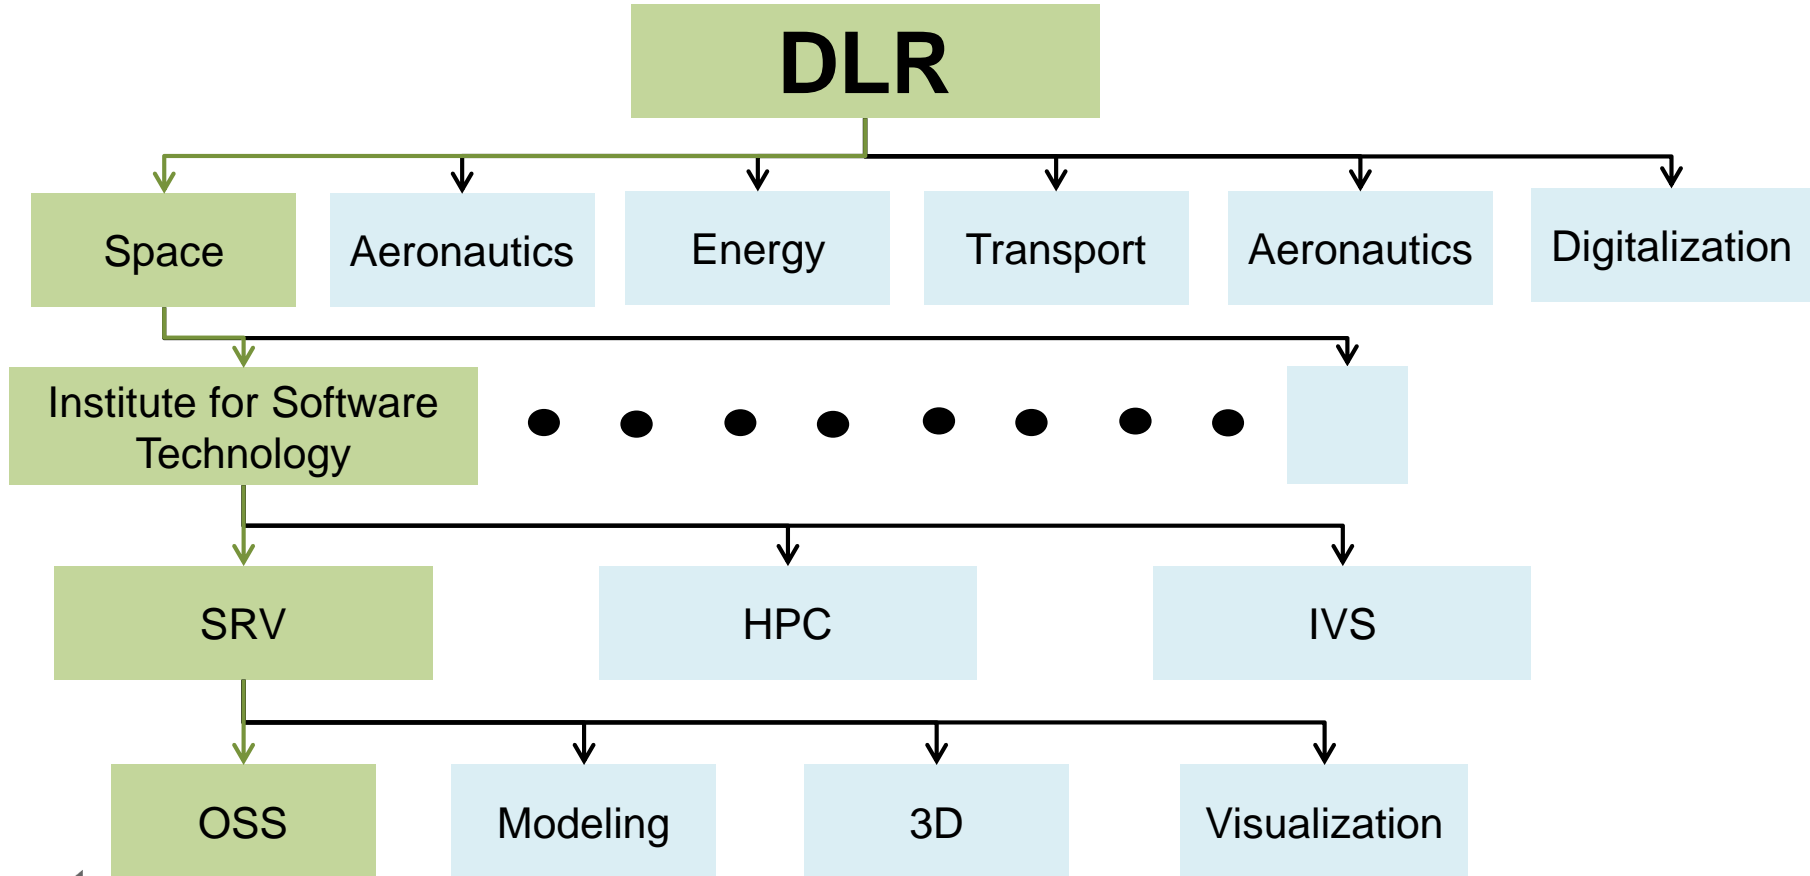 DLR
Space
Aeronautics
Energy
Transport
Aeronautics
Digitalization
Institute for Software
Technology
SRV
HPC
IVS
OSS
Modeling
3D
Visualization